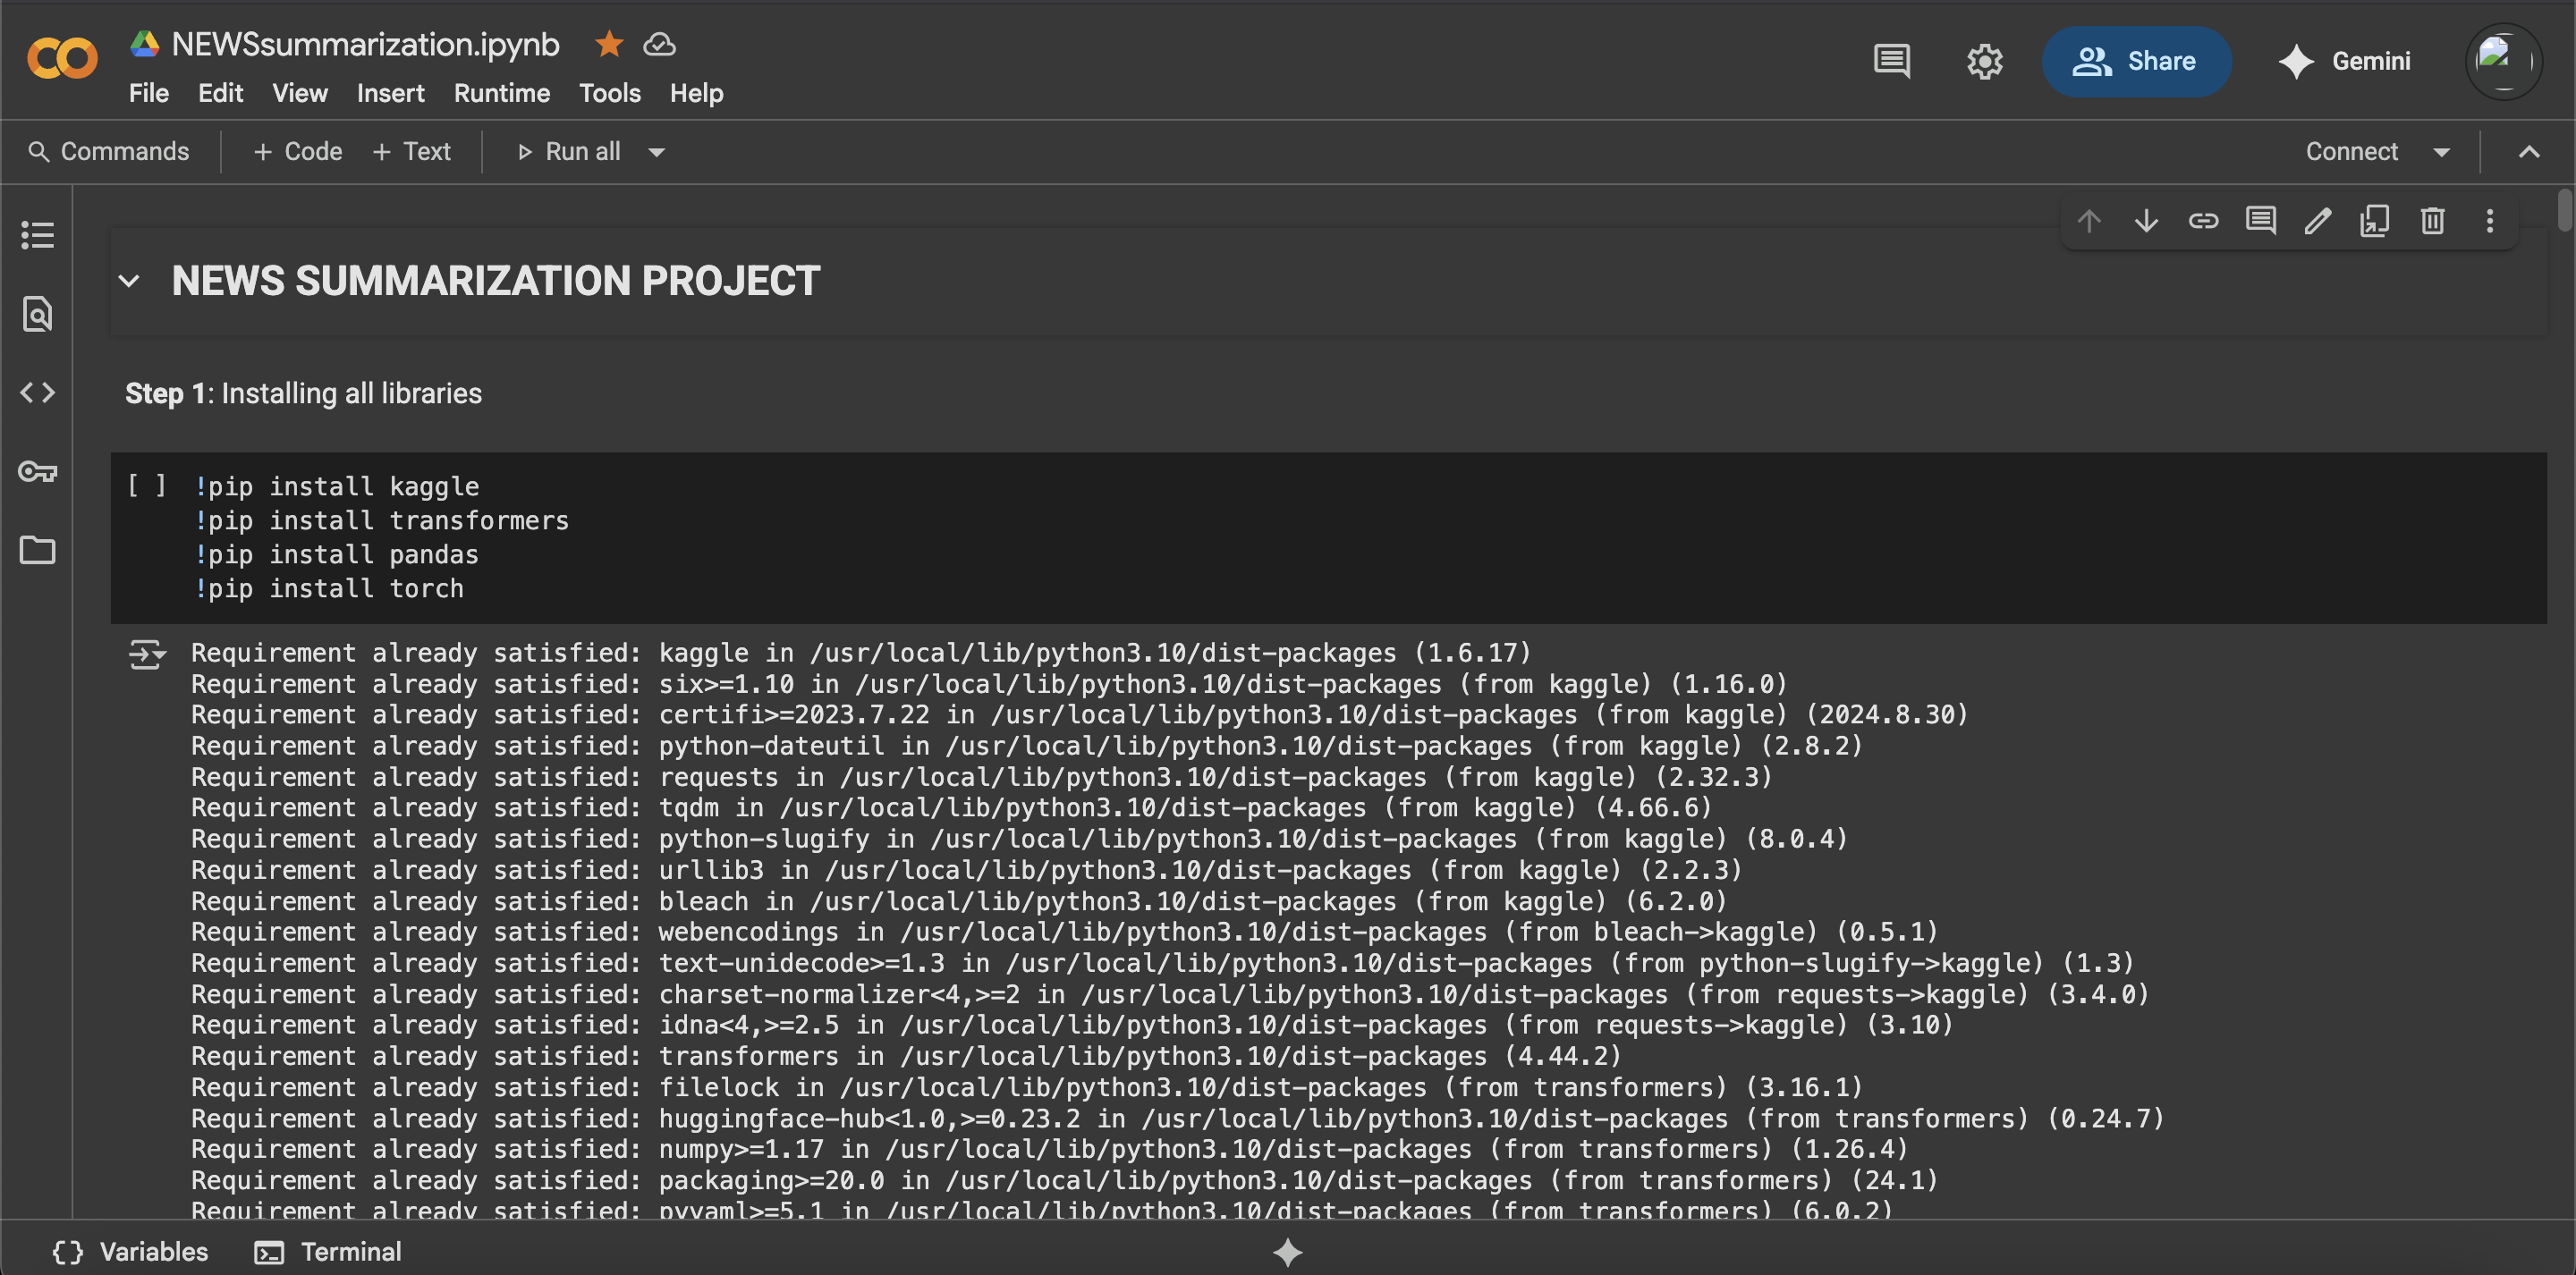 NEWSsummarization.ipynb
File Edit View Insert Runtime Tools Help
Share
Gemini
Commands + Code + Text Run all Connect
NEWS SUMMARIZATION PROJECT
Step 1: Installing all libraries
[ ] !pip install kaggle
!pip install transformers
!pip install pandas
!pip install torch
Requirement already satisfied: kaggle in /usr/local/lib/python3.10/dist-packages (1.6.17)
Requirement already satisfied: six>=1.10 in /usr/local/lib/python3.10/dist-packages (from kaggle) (1.16.0)
Requirement already satisfied: certifi>=2023.7.22 in /usr/local/lib/python3.10/dist-packages (from kaggle) (2024.8.30)
Requirement already satisfied: python-dateutil in /usr/local/lib/python3.10/dist-packages (from kaggle) (2.8.2)
Requirement already satisfied: requests in /usr/local/lib/python3.10/dist-packages (from kaggle) (2.32.3)
Requirement already satisfied: tqdm in /usr/local/lib/python3.10/dist-packages (from kaggle) (4.66.6)
Requirement already satisfied: python-slugify in /usr/local/lib/python3.10/dist-packages (from kaggle) (8.0.4)
Requirement already satisfied: urllib3 in /usr/local/lib/python3.10/dist-packages (from kaggle) (2.2.3)
Requirement already satisfied: bleach in /usr/local/lib/python3.10/dist-packages (from kaggle) (6.2.0)
Requirement already satisfied: webencodings in /usr/local/lib/python3.10/dist-packages (from bleach->kaggle) (0.5.1)
Requirement already satisfied: text-unidecode>=1.3 in /usr/local/lib/python3.10/dist-packages (from python-slugify->kaggle) (1.3)
Requirement already satisfied: charset-normalizer<4,>=2 in /usr/local/lib/python3.10/dist-packages (from requests->kaggle) (3.4.0)
Requirement already satisfied: idna<4,>=2.5 in /usr/local/lib/python3.10/dist-packages (from requests->kaggle) (3.10)
Requirement already satisfied: transformers in /usr/local/lib/python3.10/dist-packages (4.44.2)
Requirement already satisfied: filelock in /usr/local/lib/python3.10/dist-packages (from transformers) (3.16.1)
Requirement already satisfied: huggingface-hub<1.0,>=0.23.2 in /usr/local/lib/python3.10/dist-packages (from transformers) (0.24.7)
Requirement already satisfied: numpy>=1.17 in /usr/local/lib/python3.10/dist-packages (from transformers) (1.26.4)
Requirement already satisfied: packaging>=20.0 in /usr/local/lib/python3.10/dist-packages (from transformers) (24.1)
Requirement already satisfied: pyyaml>=5.1 in /usr/local/lib/python3.10/dist-packages (from transformers) (6.0.2)
{} Variables Terminal